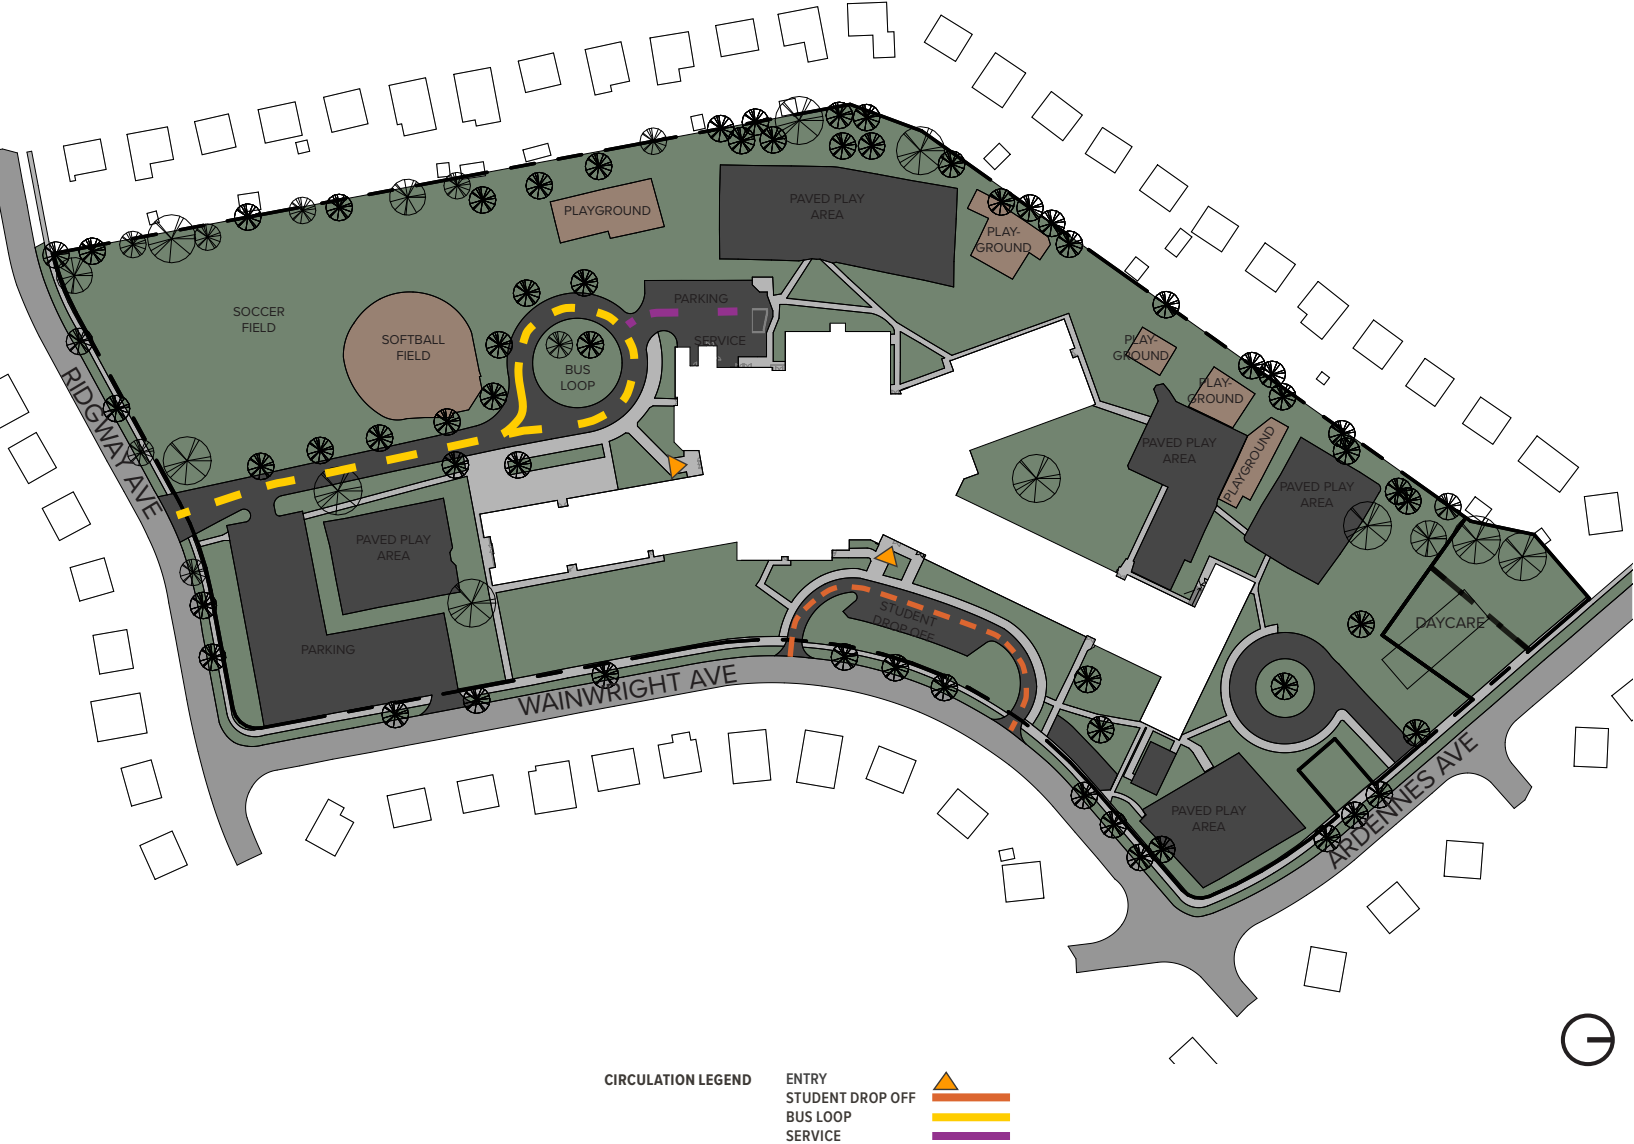 PLAYGROUND
PAVED PLAY
AREA
PLAY-
GROUND
SOCCER
FIELD
SOFTBALL
FIELD
PARKING
SERVICE
BUS
LOOP
PLAY-
GROUND
PLAY-
GROUND
PAVED PLAY
AREA
PLAYGROUND
PAVED PLAY
AREA
RIDGWAY AVE
PAVED PLAY
AREA
STUDENT
DROP OFF
DAYCARE
PARKING
WAINWRIGHT AVE
PAVED PLAY
AREA
ARDENNES AVE
CIRCULATION LEGEND
ENTRY
STUDENT DROP OFF
BUS LOOP
SERVICE